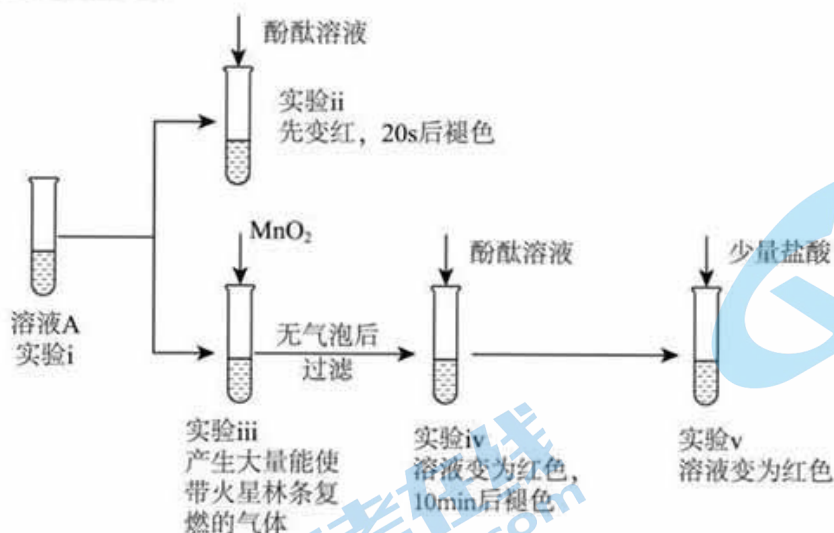 酚酞溶液
实验ii
先变红，20s后褪色
溶液A
实验i
MnO₂
无气泡后
过滤
酚酞溶液
少量盐酸
实验iii
产生大量能使
带火星林条复
燃的气体
实验iv
溶液变为红色，
10min后褪色
实验v
溶液变为红色